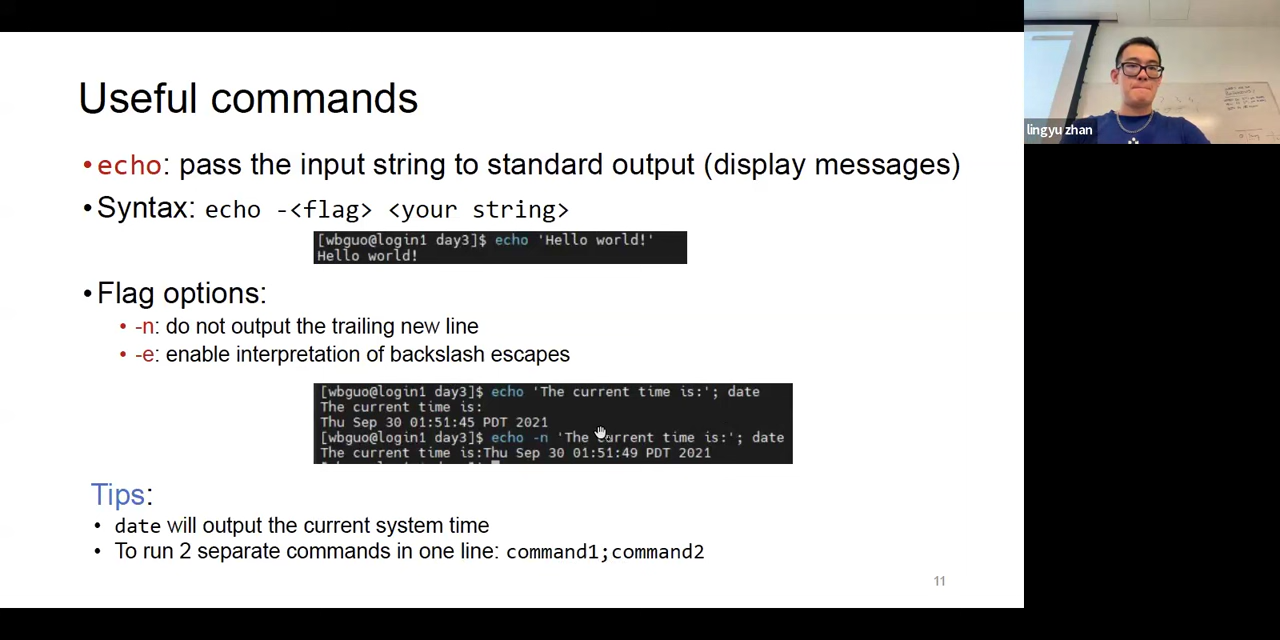 Useful commands
•echo: pass the input string to standard output (display messages)
•Syntax: echo -<flag> <your string>
[wbguo@login1 day3]$ echo 'Hello world!'
Hello world!
•Flag options:
• -n: do not output the trailing new line
• -e: enable interpretation of backslash escapes
[wbguo@login1 day3]$ echo 'The current time is:'; date
The current time is:
Thu Sep 30 01:51:45 PDT 2021
[wbguo@login1 day3]$ echo -n 'The current time is:'; date
The current time is:Thu Sep 30 01:51:49 PDT 2021
Tips:
• date will output the current system time
• To run 2 separate commands in one line: command1;command2
11
lingyu zhan